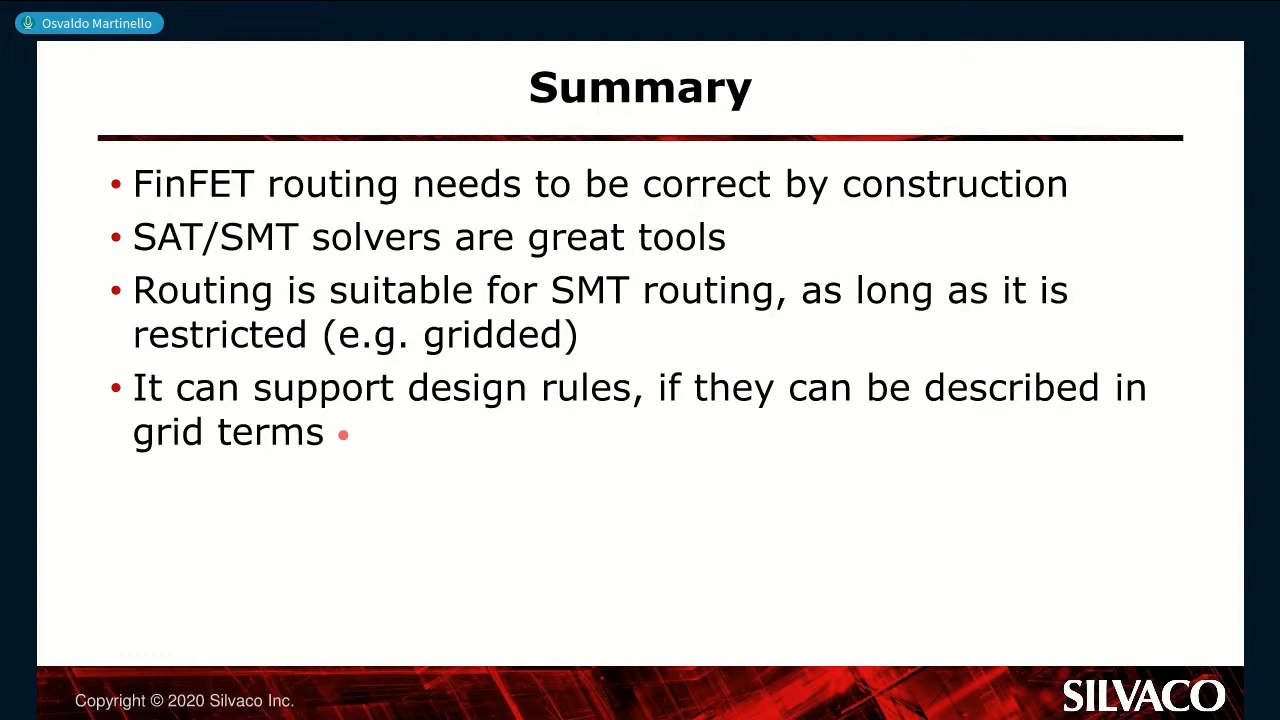 Osvaldo Martinello
Summary
• FinFET routing needs to be correct by construction
• SAT/SMT solvers are great tools
• Routing is suitable for SMT routing, as long as it is
restricted (e.g. gridded)
• It can support design rules, if they can be described in
grid terms
Copyright © 2020 Silvaco Inc.
SILVACO